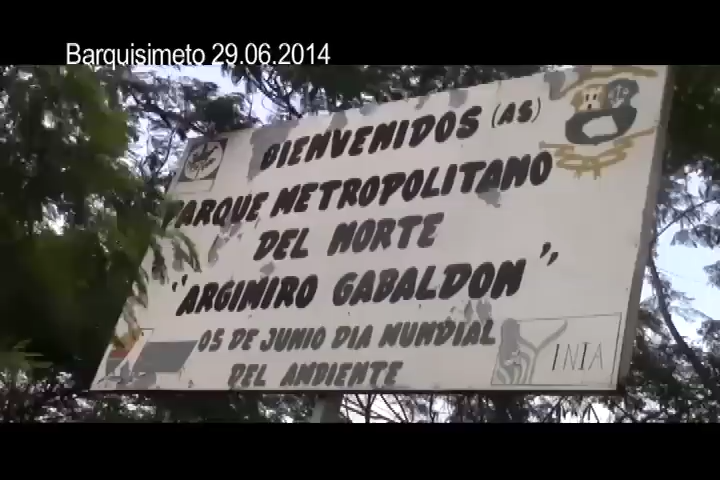 Barquisimeto 29.06.2014
BIENVENIDOS (AS)
PARQUE METROPOLITANO
DEL NORTE
"ARGIMIRO GABALDON"
05 DE JUNIO DIA MUNDIAL
DEL AMBIENTE
INIA